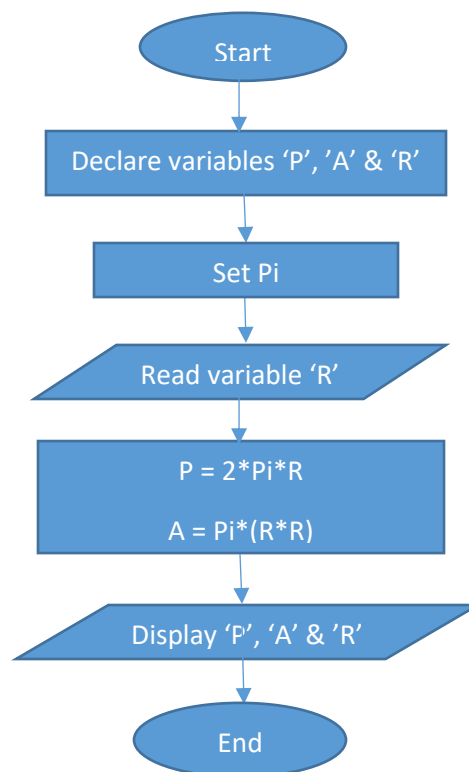 Start
Declare variables ‘P’, ’A’ & ‘R’
Set Pi
Read variable ‘R’
P = 2*Pi*R
A = Pi*(R*R)
Display ‘P’, ‘A’ & ’R’
End